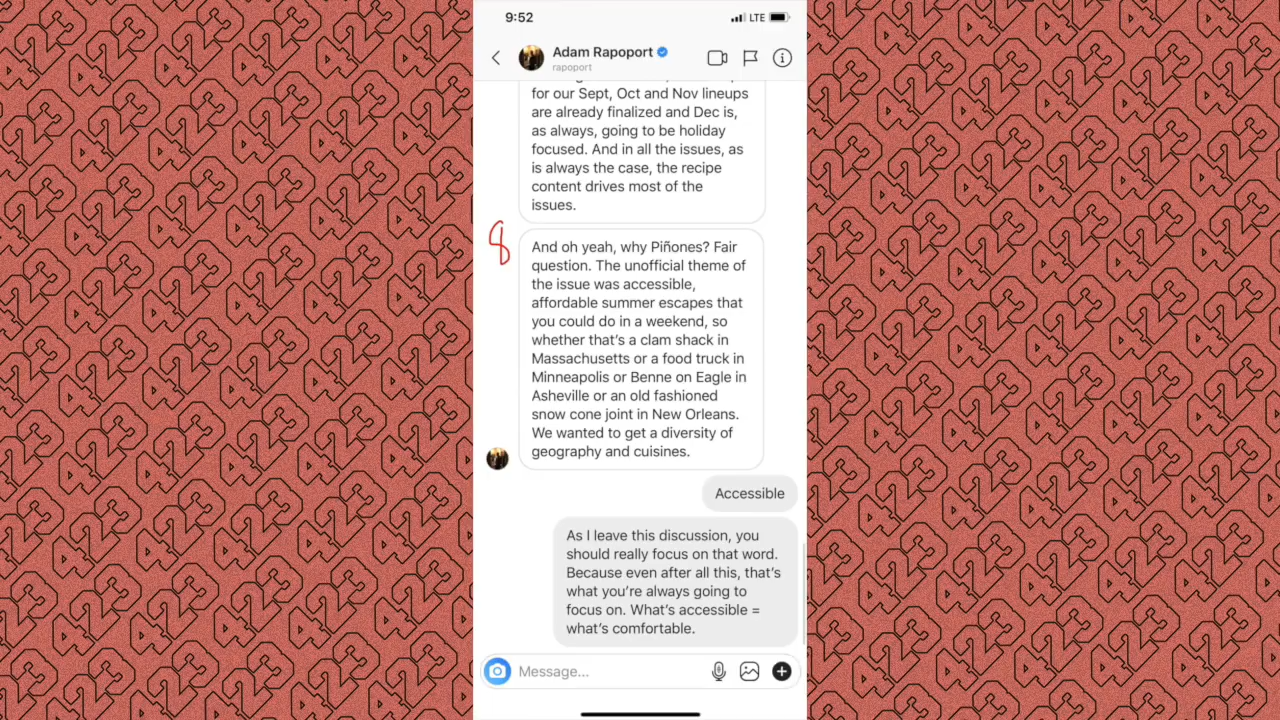 9:52
LTE
Adam Rapoport
rapoport
for our Sept, Oct and Nov lineups
are already finalized and Dec is,
as always, going to be holiday
focused. And in all the issues, as
is always the case, the recipe
content drives most of the
issues.
8
And oh yeah, why Piñones? Fair
question. The unofficial theme of
the issue was accessible,
affordable summer escapes that
you could do in a weekend, so
whether that's a clam shack in
Massachusetts or a food truck in
Minneapolis or Benne on Eagle in
Asheville or an old fashioned
snow cone joint in New Orleans.
We wanted to get a diversity of
geography and cuisines.
Accessible
As I leave this discussion, you
should really focus on that word.
Because even after all this, that's
what you're always going to
focus on. What's accessible =
what's comfortable.
Message...